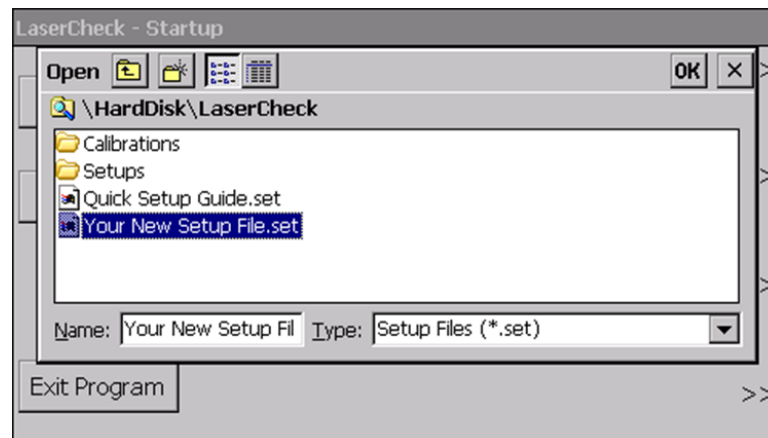 LaserCheck - Startup
Open OK ×
\HardDisk\LaserCheck
Calibrations
Setups
Quick Setup Guide.set
Your New Setup File.set
Name: Your New Setup Fil Type: Setup Files (*.set)
Exit Program
>>